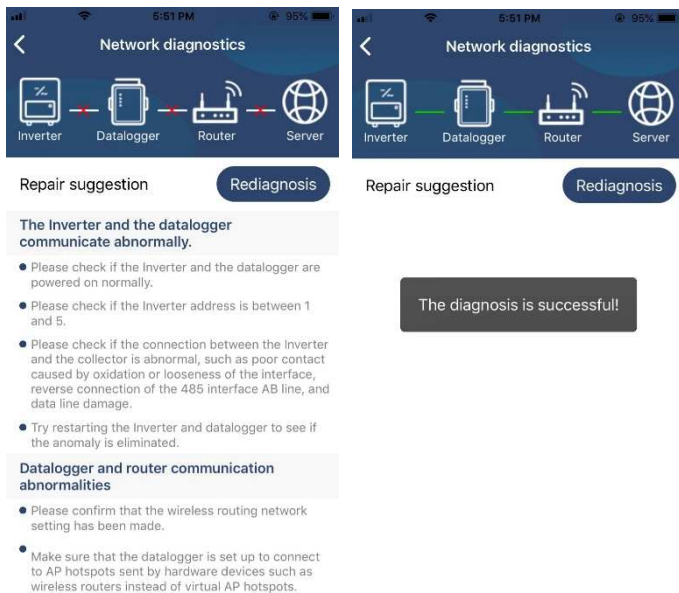 5:51 PM
95%
Network diagnostics
Inverter
Datalogger
Router
Server
Repair suggestion
Rediagnosis
The Inverter and the datalogger
communicate abnormally.
Please check if the Inverter and the datalogger are
powered on normally.
Please check if the Inverter address is between 1
and 5.
Please check if the connection between the Inverter
and the collector is abnormal, such as poor contact
caused by oxidation or looseness of the interface,
reverse connection of the 485 interface AB line, and
data line damage.
Try restarting the Inverter and datalogger to see if
the anomaly is eliminated.
Datalogger and router communication
abnormalities
Please confirm that the wireless routing network
setting has been made.
Make sure that the datalogger is set up to connect
to AP hotspots sent by hardware devices such as
wireless routers instead of virtual AP hotspots.
5:51 PM
95%
Network diagnostics
Inverter
Datalogger
Router
Server
Repair suggestion
Rediagnosis
The diagnosis is successful!